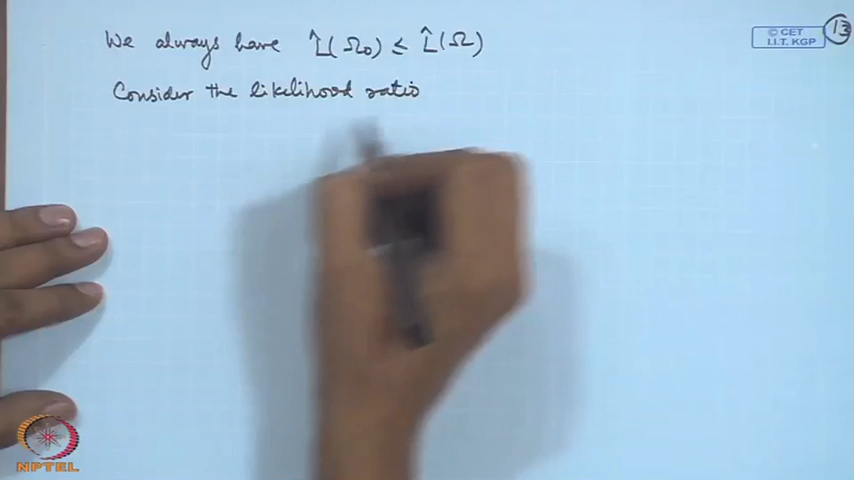 We always have L̂(Ω₀) ≤ L̂(Ω)
Consider the likelihood ratio
© CET
I.I.T. KGP
13
NPTEL